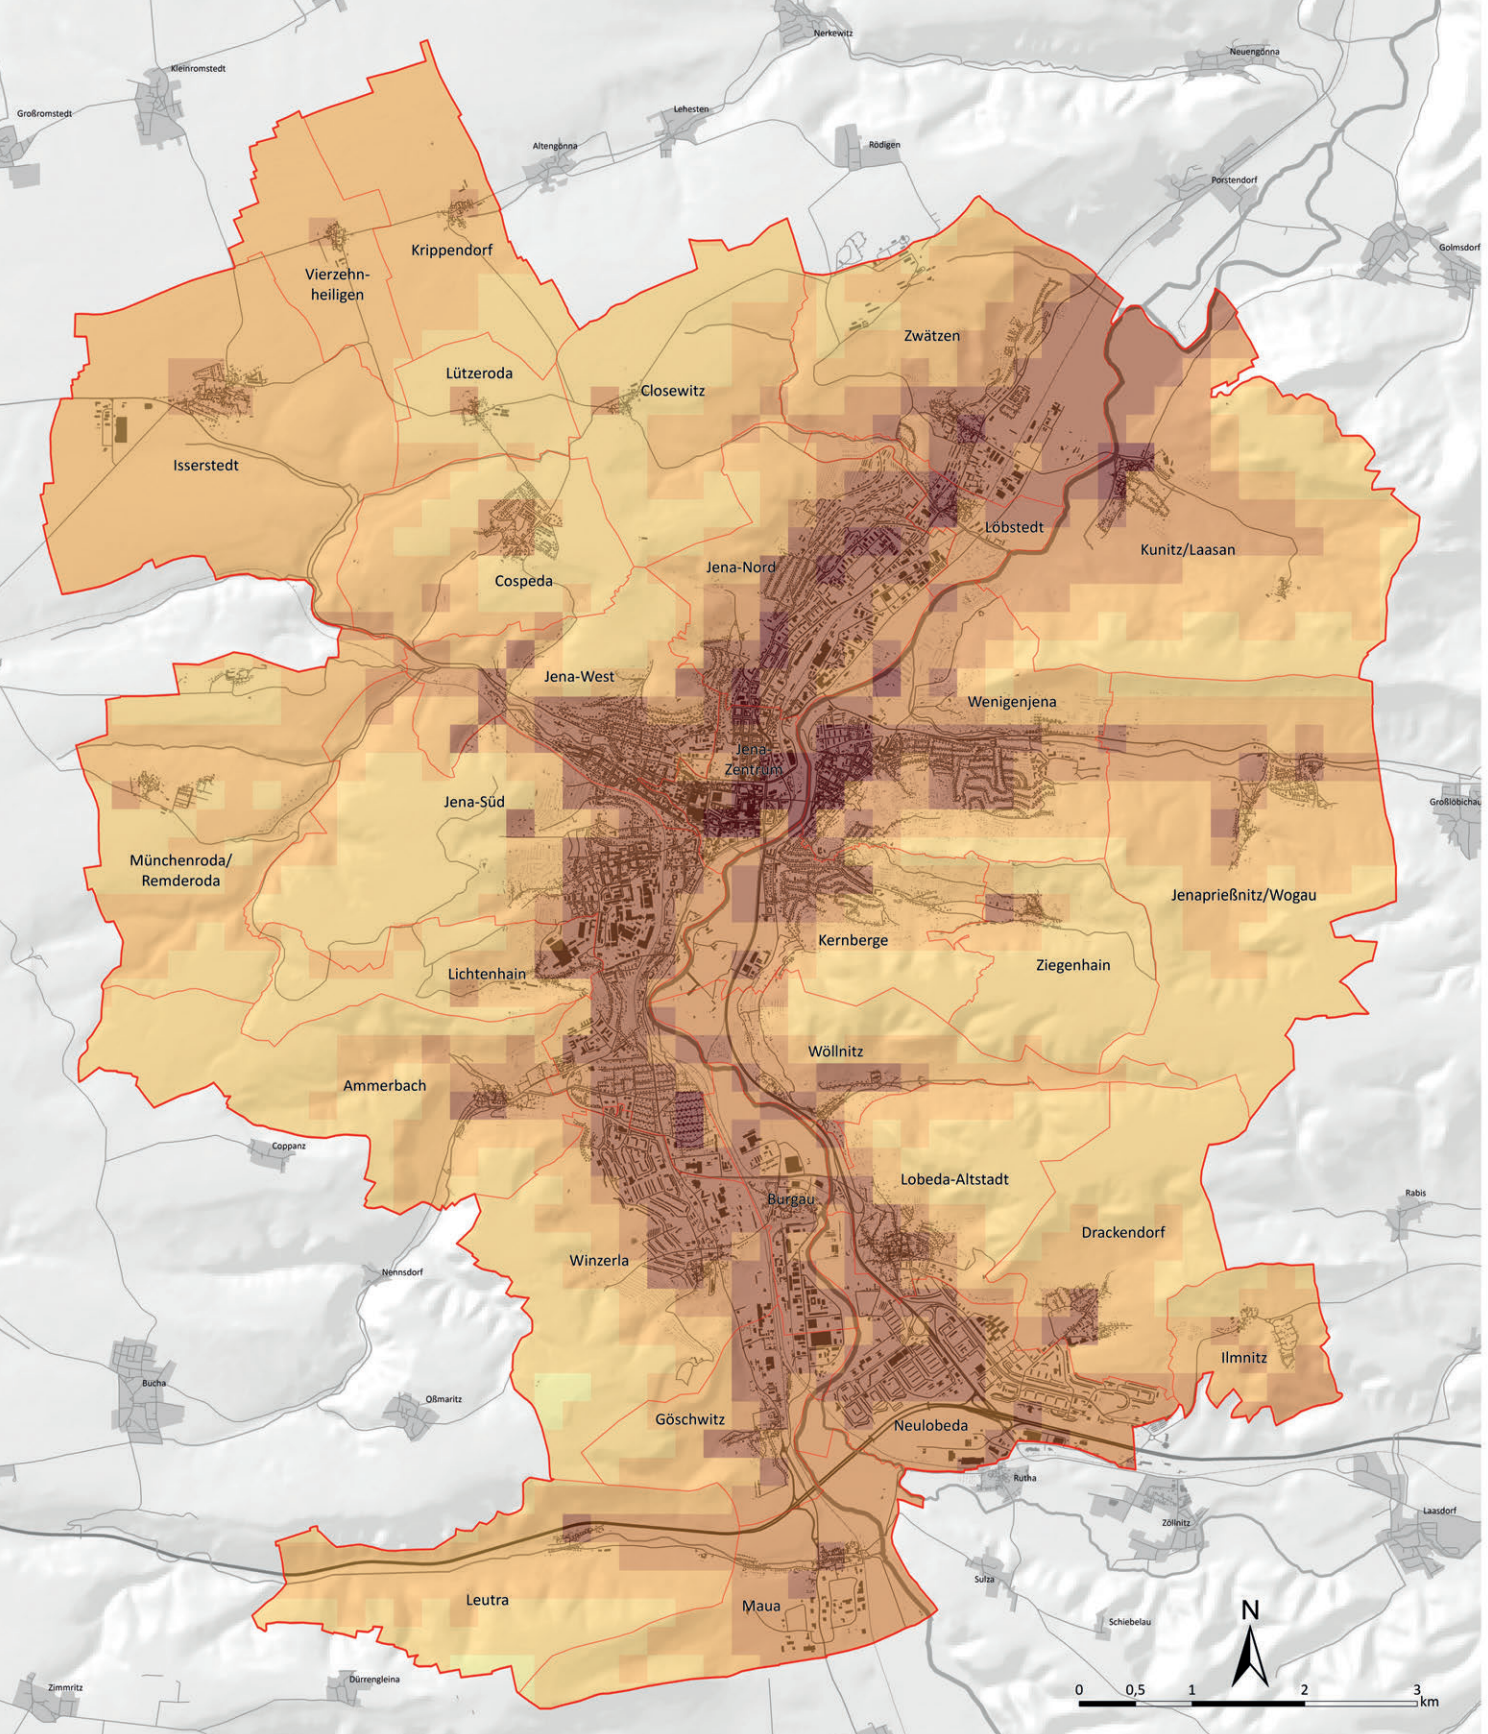 Nerkewitz
Neuengönna
Kleinromstedt
Großromstedt
Lehesten
Altengönna
Rödigen
Porstendorf
Golmsdorf
Krippendorf
Vierzehn-
heiligen
Zwätzen
Lützeroda
Closewitz
Isserstedt
Löbstedt
Kunitz/Laasan
Jena-Nord
Cospeda
Jena-West
Wenigenjena
Jena-
Zentrum
Jena-Süd
Großlöbichau
Münchenroda/
Remderoda
Jenaprießnitz/Wogau
Kernberge
Ziegenhain
Lichtenhain
Wöllnitz
Ammerbach
Coppanz
Lobeda-Altstadt
Rabis
Burgau
Drackendorf
Winzerla
Nennsdorf
Ilmnitz
Bucha
Oßmaritz
Göschwitz
Neulobeda
Rutha
Laasdorf
Zöllnitz
Sulza
Leutra
Maua
Schiebelau
N
Dürrengleina
Zimmritz
0 0,5 1 2 3
km